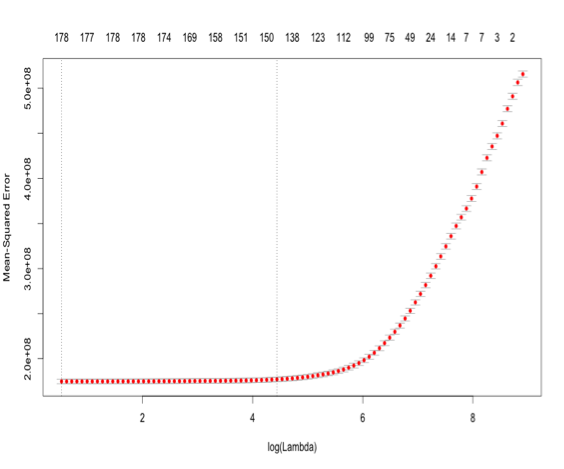 178 177 178 178 174 169 158 151 150 138 123 112 99 75 49 24 14 7 7 3 2
5.0e+08
4.0e+08
3.0e+08
2.0e+08
Mean-Squared Error
2 4 6 8
log(Lambda)